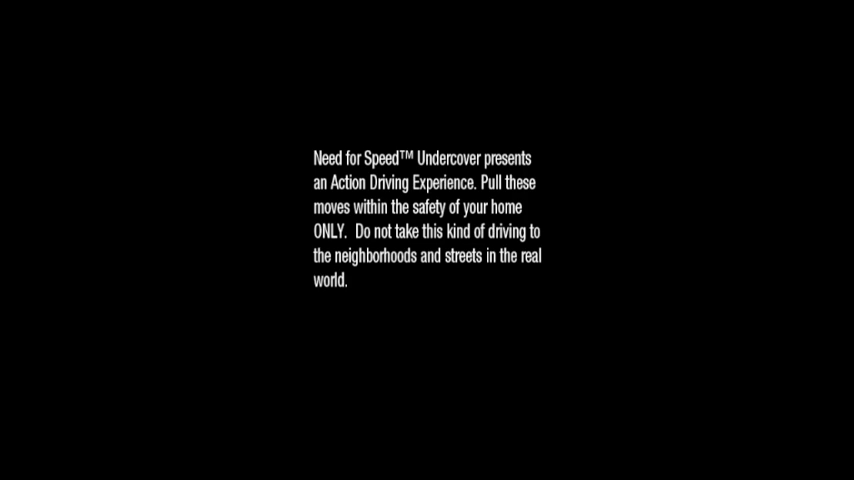 Need for Speed™ Undercover presents
an Action Driving Experience. Pull these
moves within the safety of your home
ONLY.  Do not take this kind of driving to
the neighborhoods and streets in the real
world.